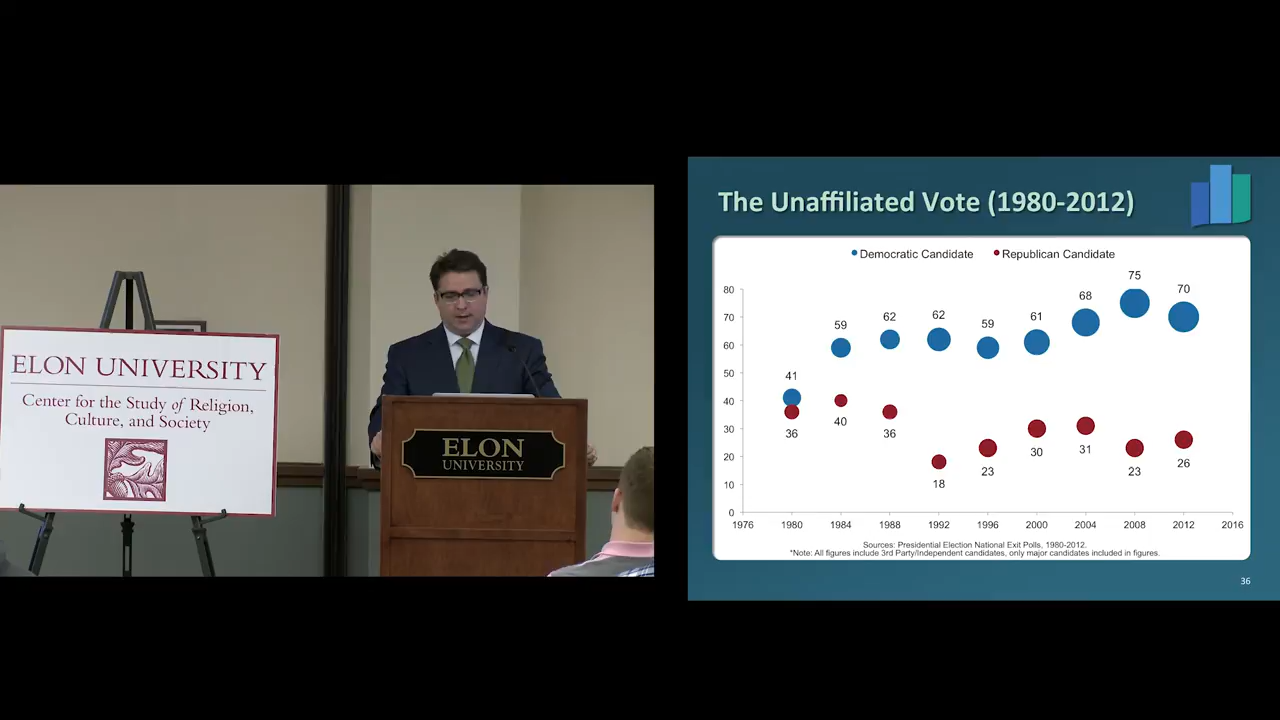 ELON UNIVERSITY
Center for the Study of Religion,
Culture, and Society
ELON
UNIVERSITY
The Unaffiliated Vote (1980-2012)
Democratic Candidate Republican Candidate
80
70
60
50
40
30
20
10
0
41 59 62 62 59 61 68 75 70
36 40 36 18 23 30 31 23 26
1976 1980 1984 1988 1992 1996 2000 2004 2008 2012 2016
Sources: Presidential Election National Exit Polls, 1980-2012.
*Note: All figures include 3rd Party/Independent candidates, only major candidates included in figures.
36